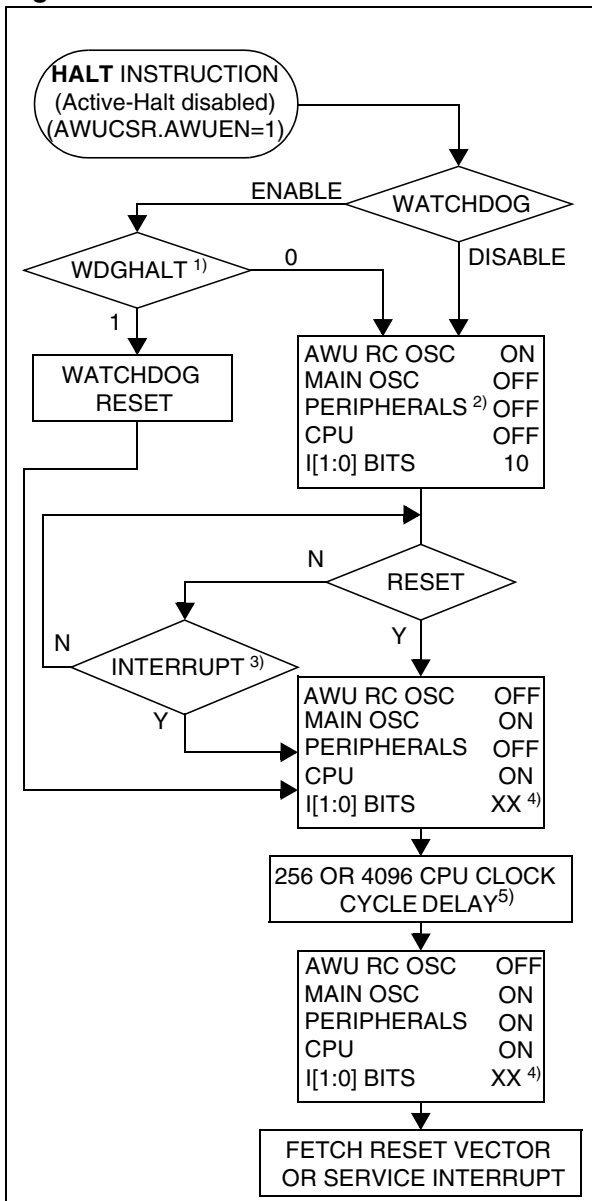 HALT INSTRUCTION
(Active-Halt disabled)
(AWUCSR.AWUEN=1)
ENABLE
WATCHDOG
WDGHALT 1)
0
DISABLE
1
WATCHDOG
RESET
AWU RC OSC ON
MAIN OSC OFF
PERIPHERALS 2) OFF
CPU OFF
I[1:0] BITS 10
N
RESET
N
Y
INTERRUPT 3)
Y
AWU RC OSC OFF
MAIN OSC ON
PERIPHERALS OFF
CPU ON
I[1:0] BITS XX 4)
256 OR 4096 CPU CLOCK
CYCLE DELAY5)
AWU RC OSC OFF
MAIN OSC ON
PERIPHERALS ON
CPU ON
I[1:0] BITS XX 4)
FETCH RESET VECTOR
OR SERVICE INTERRUPT